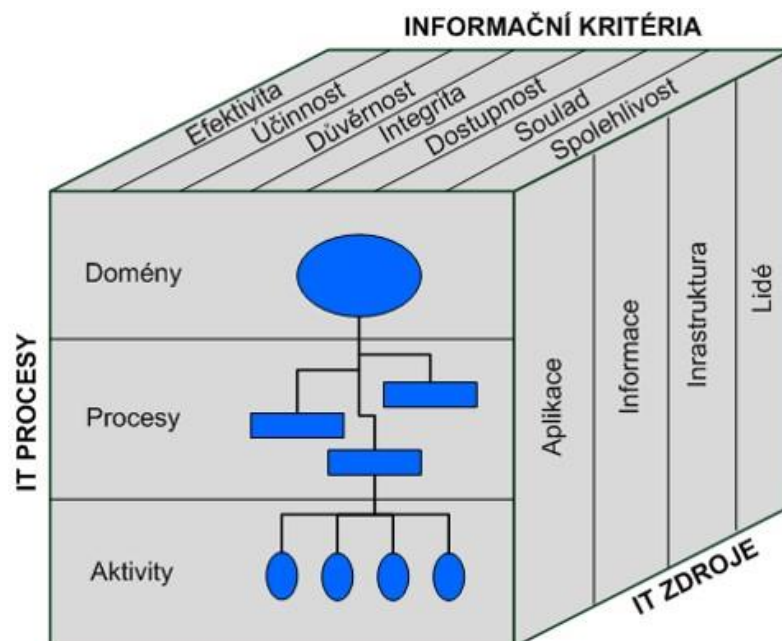 INFORMAČNÍ KRITÉRIA
Efektivita
Účinnost
Důvěrnost
Integrita
Dostupnost
Soulad
Spolehlivost
IT PROCESY
Domény
Procesy
Aktivity
Aplikace
Informace
Inrastruktura
Lidé
IT ZDROJE